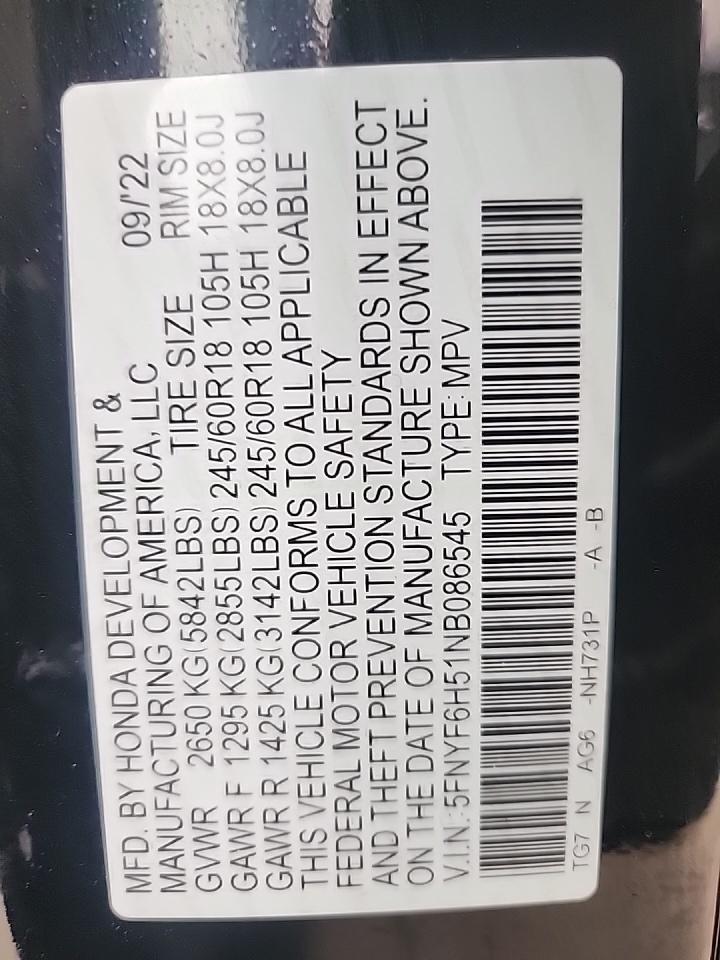 MFD. BY HONDA DEVELOPMENT &
MANUFACTURING OF AMERICA, LLC 09/'22
GVWR 2650 KG(5842LBS) TIRE SIZE RIM SIZE
GAWR F 1295 KG(2855LBS) 245/60R18 105H 18X8.0J
GAWR R 1425 KG(3142LBS) 245/60R18 105H 18X8.0J
THIS VEHICLE CONFORMS TO ALL APPLICABLE
FEDERAL MOTOR VEHICLE SAFETY
AND THEFT PREVENTION STANDARDS IN EFFECT
ON THE DATE OF MANUFACTURE SHOWN ABOVE.
V.I.N.:5FNYF6H51NB086545 TYPE:MPV
TG7 N AG6 -NH731P -A -B